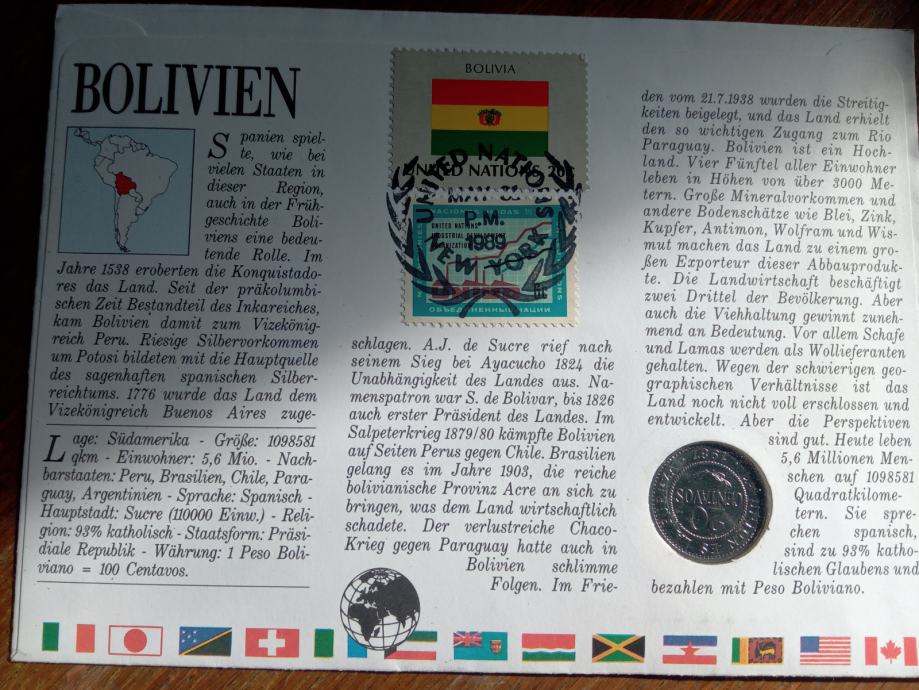 BOLIVIEN
Spanien spiel-
te, wie bei
vielen Staaten in
dieser Region,
auch in der Früh-
geschichte Boli-
viens eine bedeu-
tende Rolle. Im
Jahre 1538 eroberten die Konquistado-
res das Land. Seit der präkolumbi-
schen Zeit Bestandteil des Inkareiches,
kam Bolivien damit zum Vizekönig-
reich Peru. Riesige Silbervorkommen
um Potosi bildeten mit die Hauptquelle
des sagenhaften spanischen Silber-
reichtums. 1776 wurde das Land dem
Vizekönigreich Buenos Aires zuge-
Lage: Südamerika - Größe: 1098581
qkm - Einwohner: 5,6 Mio. - Nach-
barstaaten: Peru, Brasilien, Chile, Para-
guay, Argentinien - Sprache: Spanisch -
Hauptstadt: Sucre (110000 Einw.) - Reli-
gion: 93% katholisch - Staatsform: Präsi-
diale Republik - Währung: 1 Peso Boli-
viano = 100 Centavos.
BOLIVIA
UNITED NATIONS 20
UNITED NATIONS
P.M.
1989
NEW YORK
UNITED NATIONS
INDUSTRIAL DEVELOPMENT
ORGANIZATION
ОБЪЕДИНЕННЫЕ НАЦИИ
schlagen. A.J. de Sucre rief nach
seinem Sieg bei Ayacucho 1824 die
Unabhängigkeit des Landes aus. Na-
menspatron war S. de Bolivar, bis 1826
auch erster Präsident des Landes. Im
Salpeterkrieg 1879/80 kämpfte Bolivien
auf Seiten Perus gegen Chile. Brasilien
gelang es im Jahre 1903, die reiche
bolivianische Provinz Acre an sich zu
bringen, was dem Land wirtschaftlich
schadete. Der verlustreiche Chaco-
Krieg gegen Paraguay hatte auch in
Bolivien schlimme
Folgen. Im Frie-
den vom 21.7.1938 wurden die Streitig-
keiten beigelegt, und das Land erhielt
den so wichtigen Zugang zum Rio
Paraguay. Bolivien ist ein Hoch-
land. Vier Fünftel aller Einwohner
leben in Höhen von über 3000 Me-
tern. Große Mineralvorkommen und
andere Bodenschätze wie Blei, Zink,
Kupfer, Antimon, Wolfram und Wis-
mut machen das Land zu einem gro-
ßen Exporteur dieser Abbauproduk-
te. Die Landwirtschaft beschäftigt
zwei Drittel der Bevölkerung. Aber
auch die Viehhaltung gewinnt zuneh-
mend an Bedeutung. Vor allem Schafe
und Lamas werden als Wollieferanten
gehalten. Wegen der schwierigen geo-
graphischen Verhältnisse ist das
Land noch nicht voll erschlossen und
entwickelt. Aber die Perspektiven
sind gut. Heute leben
5,6 Millionen Men-
schen auf 1098581
Quadratkilome-
tern. Sie spre-
chen spanisch,
sind zu 93% katho-
lischen Glaubens und
bezahlen mit Peso Boliviano.
1987
20
CENTAVOS